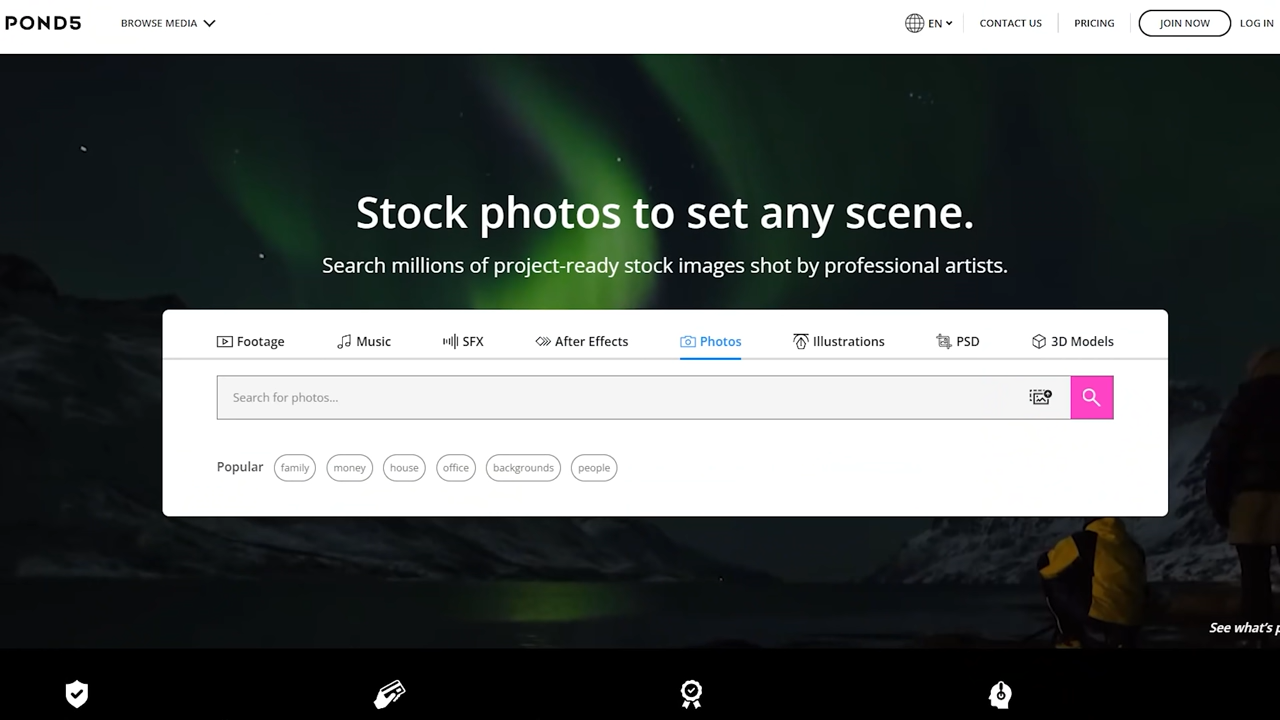 POND5 BROWSE MEDIA EN CONTACT US PRICING JOIN NOW LOG IN
Stock photos to set any scene.
Search millions of project-ready stock images shot by professional artists.
Footage Music SFX After Effects Photos Illustrations PSD 3D Models
Search for photos...
Popular family money house office backgrounds people
See what's